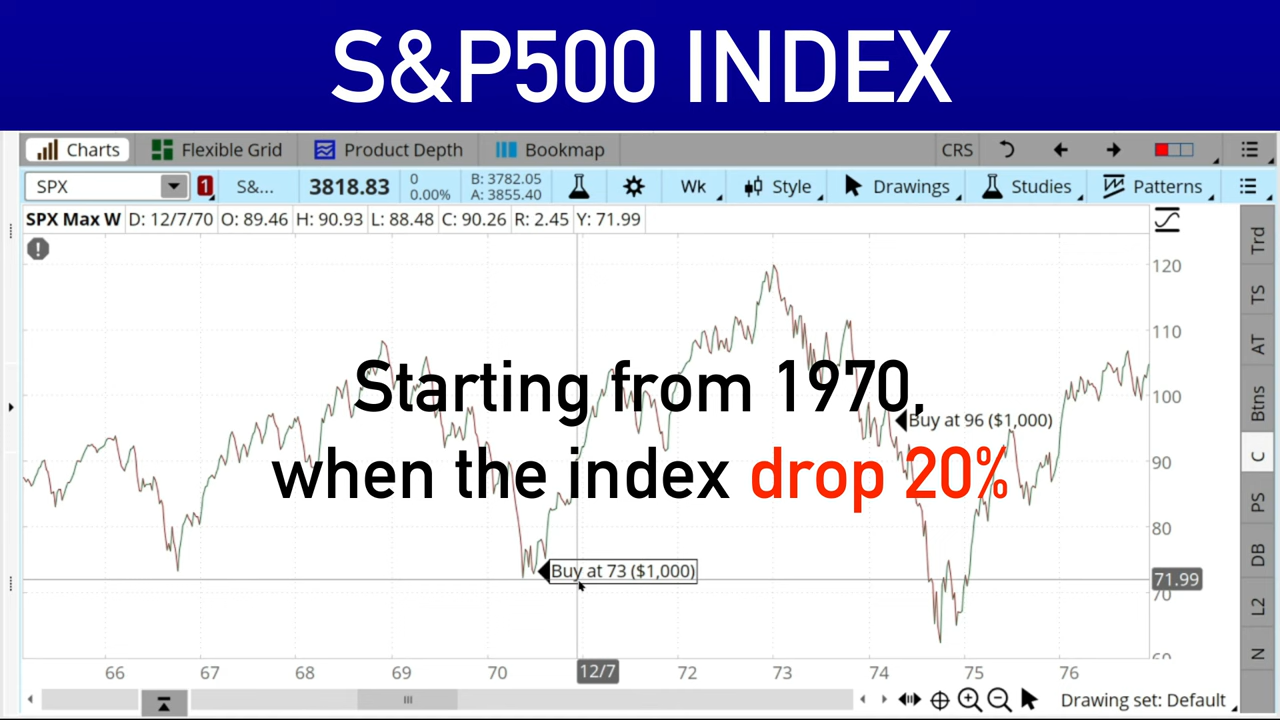 S&P500 INDEX
Charts Flexible Grid Product Depth Bookmap CRS
SPX 1 S&... 3818.83 0 0.00% B: 3782.05 A: 3855.40 Wk Style Drawings Studies Patterns
SPX Max W D: 12/7/70 O: 89.46 H: 90.93 L: 88.48 C: 90.26 R: 2.45 Y: 71.99
Trd
120
TS
110
AT
Starting from 1970,
100
Btns
Buy at 96 ($1,000)
when the index drop 20%
90
C
PS
80
DB
Buy at 73 ($1,000)
71.99
70
L2
60
N
66 67 68 69 70 12/7 72 73 74 75 76
Drawing set: Default